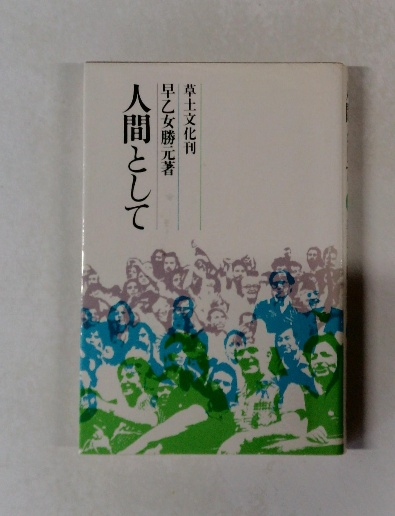 草土文化刊
早乙女勝元著
人間として